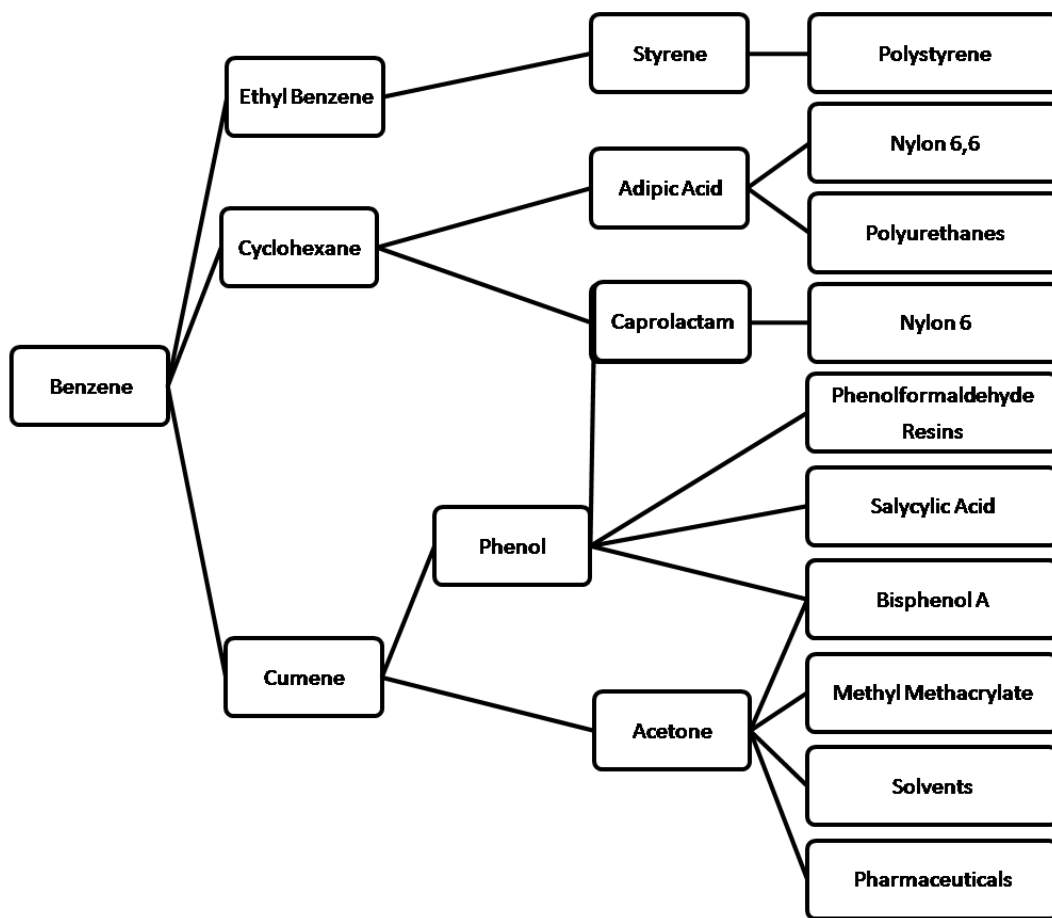 Styrene
Polystyrene
Ethyl Benzene
Nylon 6,6
Adipic Acid
Polyurethanes
Cyclohexane
Caprolactam
Nylon 6
Benzene
Phenolformaldehyde
Resins
Salycylic Acid
Phenol
Bisphenol A
Cumene
Methyl Methacrylate
Acetone
Solvents
Pharmaceuticals